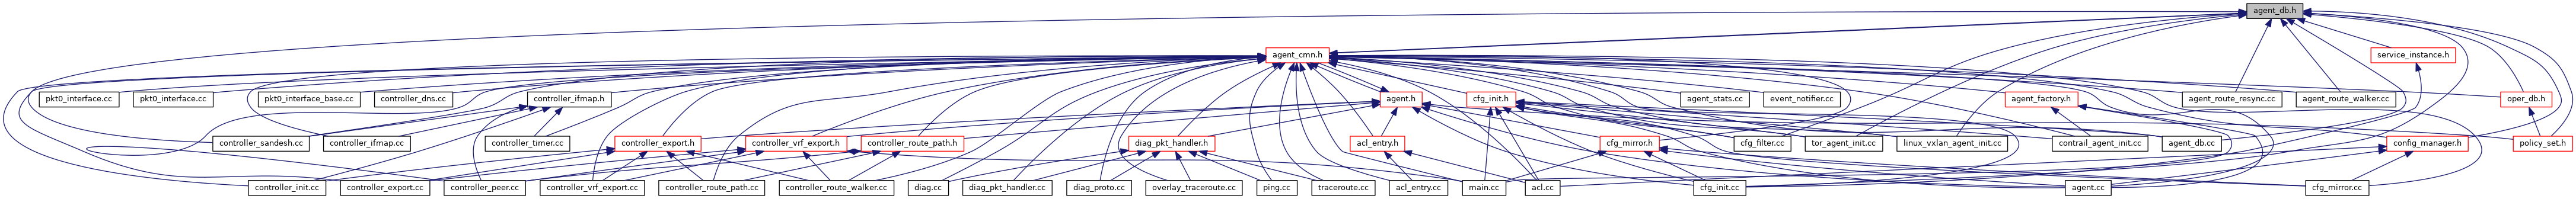 agent_db.h
agent_cmn.h
service_instance.h
pkt0_interface.cc
pkt0_interface.cc
pkt0_interface_base.cc
controller_dns.cc
controller_ifmap.h
agent.h
cfg_init.h
agent_stats.cc
event_notifier.cc
agent_factory.h
agent_route_resync.cc
agent_route_walker.cc
oper_db.h
controller_sandesh.cc
controller_ifmap.cc
controller_timer.cc
controller_export.h
controller_vrf_export.h
controller_route_path.h
diag_pkt_handler.h
acl_entry.h
cfg_mirror.h
cfg_filter.cc
tor_agent_init.cc
linux_vxlan_agent_init.cc
contrail_agent_init.cc
agent_db.cc
config_manager.h
policy_set.h
controller_init.cc
controller_export.cc
controller_peer.cc
controller_vrf_export.cc
controller_route_path.cc
controller_route_walker.cc
diag.cc
diag_pkt_handler.cc
diag_proto.cc
overlay_traceroute.cc
ping.cc
traceroute.cc
acl_entry.cc
main.cc
acl.cc
cfg_init.cc
agent.cc
cfg_mirror.cc